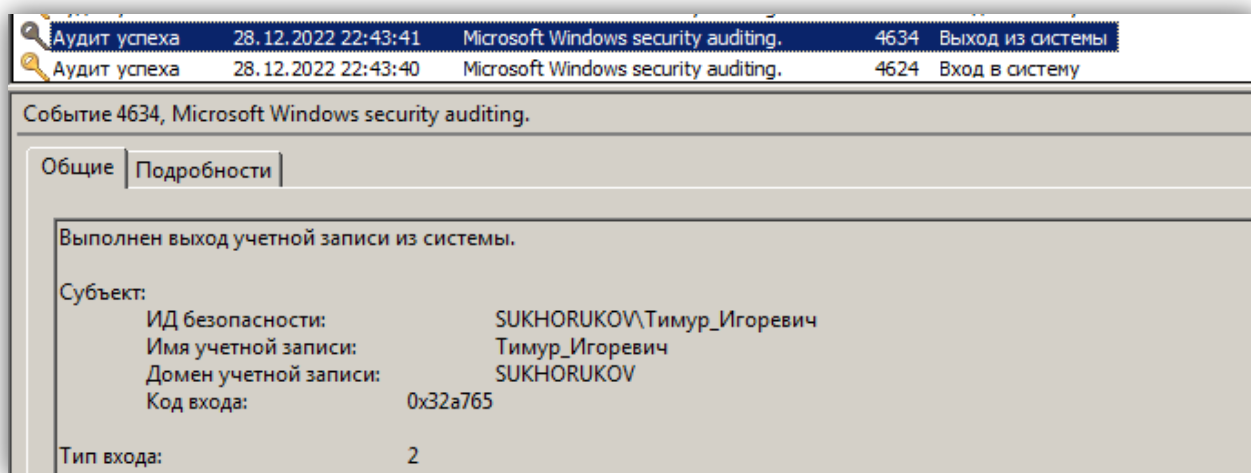 Аудит успеха 28.12.2022 22:43:41 Microsoft Windows security auditing. 4634 Выход из системы
Аудит успеха 28.12.2022 22:43:40 Microsoft Windows security auditing. 4624 Вход в систему
Событие 4634, Microsoft Windows security auditing.
Общие Подробности
Выполнен выход учетной записи из системы.
Субъект:
ИД безопасности: SUKHORUKOV\Тимур_Игоревич
Имя учетной записи: Тимур_Игоревич
Домен учетной записи: SUKHORUKOV
Код входа: 0x32a765
Тип входа: 2